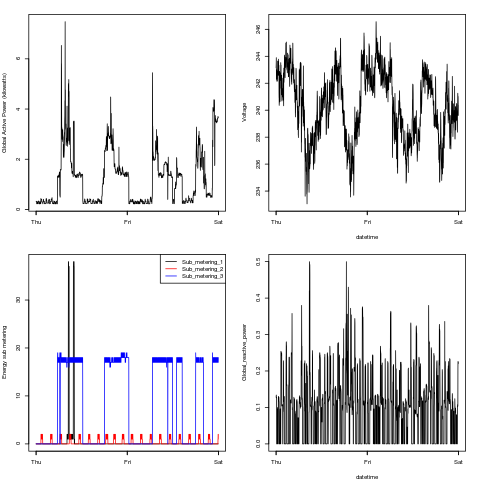 Global Active Power (kilowatts)
0 2 4 6
Thu Fri Sat
Voltage
234 236 238 240 242 244 246
Thu Fri Sat
datetime
Energy sub metering
0 10 20 30
Sub_metering_1
Sub_metering_2
Sub_metering_3
Thu Fri Sat
Global_reactive_power
0.0 0.1 0.2 0.3 0.4 0.5
Thu Fri Sat
datetime